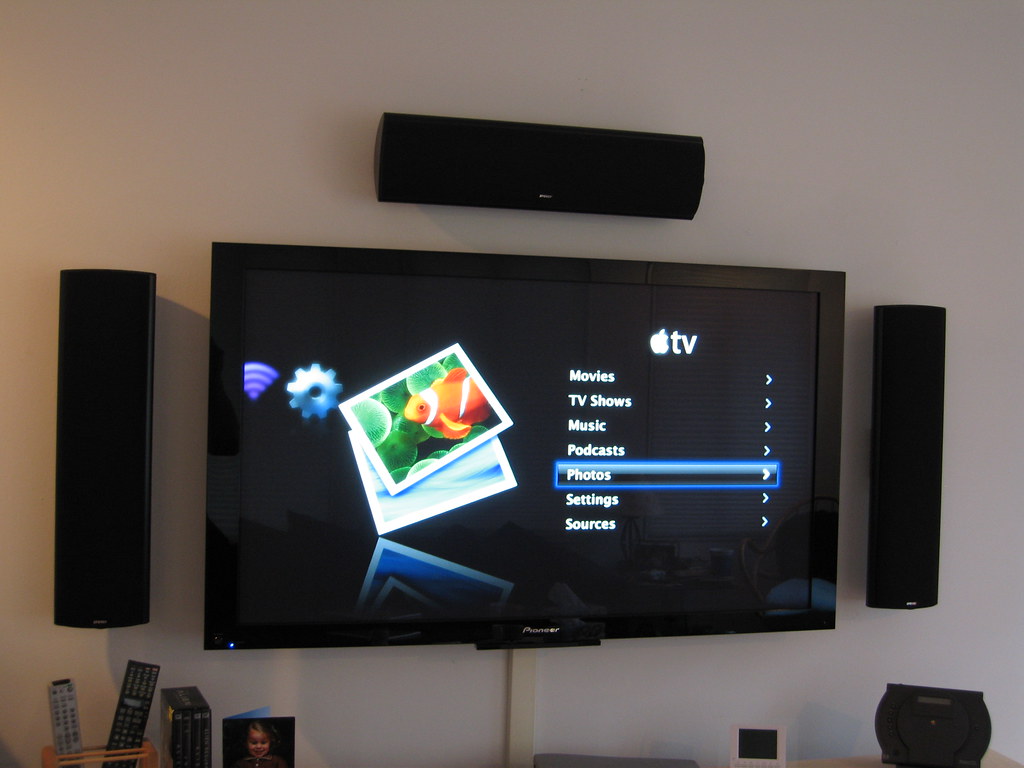 tv
Movies
TV Shows
Music
Podcasts
Photos
Settings
Sources
Pioneer